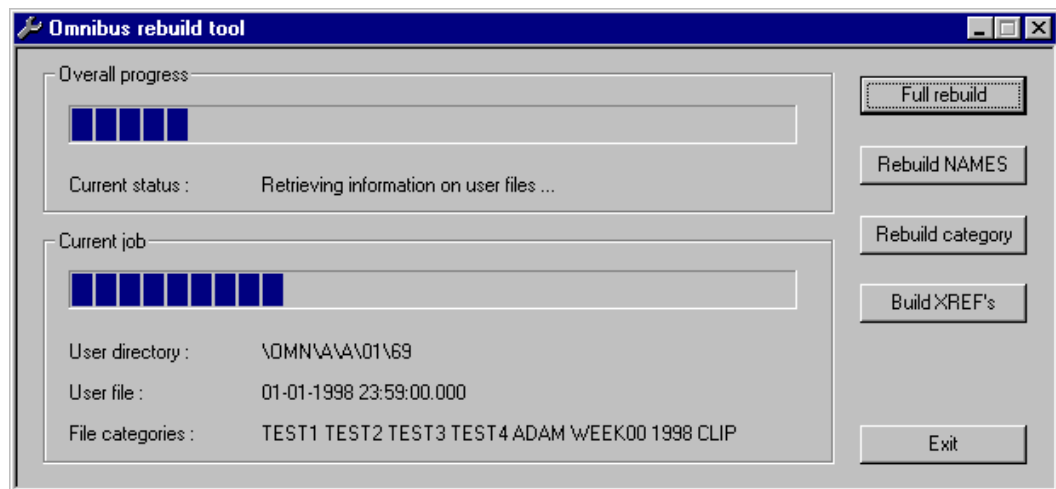 Omnibus rebuild tool
Overall progress
Current status : Retrieving information on user files ...
Current job
User directory : \OMN\A\A\01\69
User file : 01-01-1998 23:59:00.000
File categories : TEST1 TEST2 TEST3 TEST4 ADAM WEEK00 1998 CLIP
Full rebuild
Rebuild NAMES
Rebuild category
Build XREF's
Exit